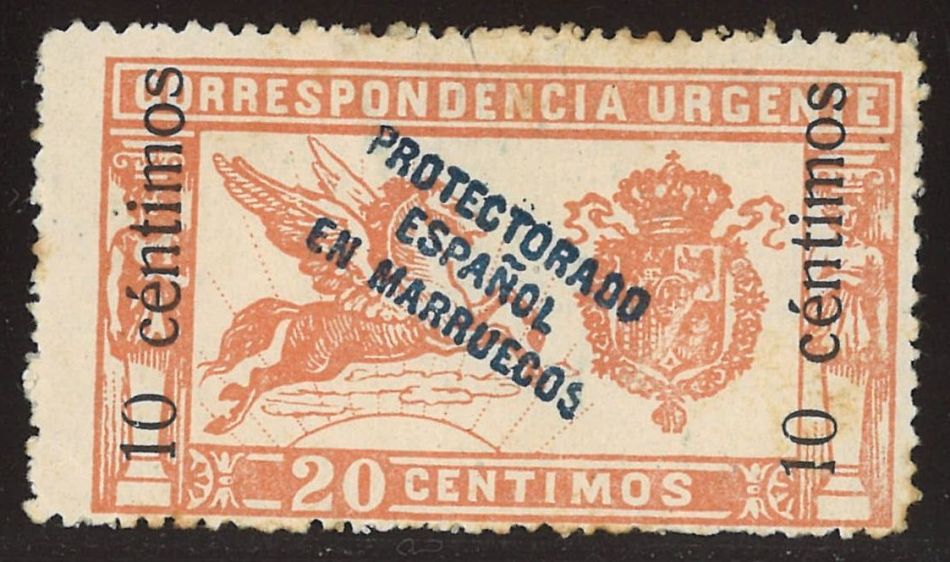 CORRESPONDENCIA URGENTE
10 céntimos
PROTECTORADO
ESPAÑOL
EN MARRUECOS
10 céntimos
20 CENTIMOS